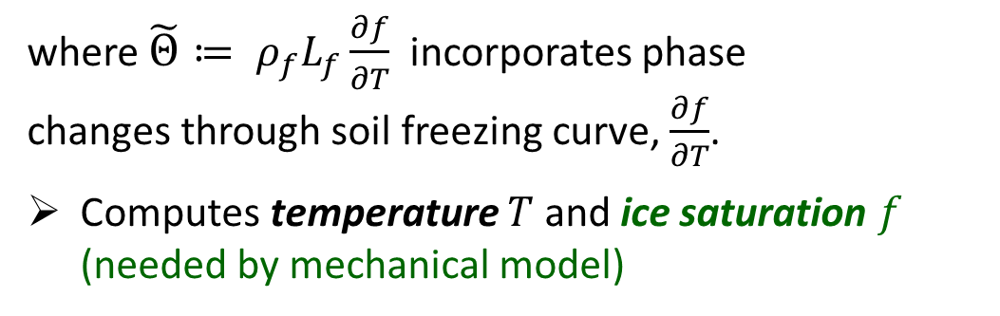 where Θ̃ ≔ ρ_f L_f ∂f/∂T incorporates phase
changes through soil freezing curve, ∂f/∂T.
➢ Computes temperature T and ice saturation f
(needed by mechanical model)